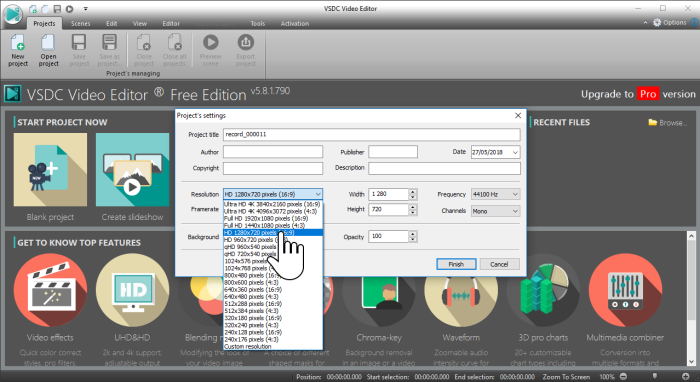 VSDC Video Editor
Projects Scenes Edit View Editor Tools Activation
Options
New project
Open project
Save project
Save as project...
Close project
Close all projects
Preview scene
Export project
Project's managing
VSDC Video Editor ® Free Edition v5.8.1.790
Upgrade to Pro version
START PROJECT NOW
RECENT FILES
Browse...
Blank project
Create slideshow
Project's settings
Project title record_000011
Author
Publisher
Date 27/05/2018
Copyright
Description
Resolution HD 1280x720 pixels (16:9)
Width 1 280
Frequency 44100 Hz
Framerate
Height 720
Channels Mono
Background
Opacity 100
Finish
Cancel
Ultra HD 4K 3840x2160 pixels (16:9)
Ultra HD 4K 4096x3072 pixels (4:3)
Full HD 1920x1080 pixels (16:9)
Full HD 1440x1080 pixels (4:3)
HD 1280x720 pixels (16:9)
HD 960x720 pixels
qHD 960x540 pixels
qHD 720x540 pixels
1024x576 pixels (16:9)
1024x768 pixels (4:3)
800x480 pixels
800x600 pixels (4:3)
640x360 pixels (16:9)
640x480 pixels (4:3)
512x288 pixels (16:9)
512x384 pixels (4:3)
320x180 pixels (16:9)
320x240 pixels (4:3)
240x128 pixels (16:9)
240x176 pixels (4:3)
Custom resolution
GET TO KNOW TOP FEATURES
Video effects
UHD&HD
Blending
Chroma-key
Waveform
3D pro charts
Multimedia combiner
Quick color correct
styles, pro filters,
2k and 4k support,
adjustable output
Modifying the look of
your video image
A choice of different
shaped masks for
Background removal
in an image or a video
Zoomable audio
intensity curve for
20+ customizable
chart types including
Conversion into
multiple formats and
Position: 00:00:00.000 Start selection: 00:00:00.000 End selection: 00:00:00.000 Zoom To Screen 100%